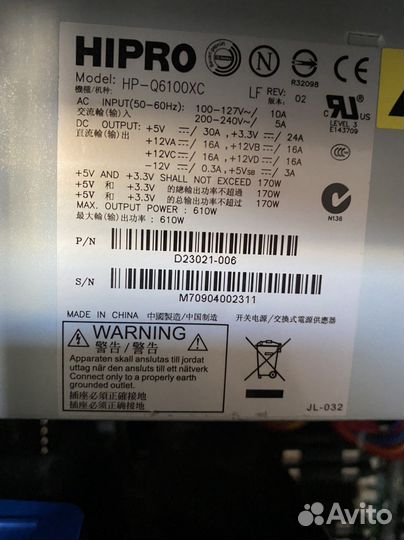 HIPRO
Model: HP-Q6100XC
機種/机种:
LF REV: 02
版本:
R32098
AC INPUT(50-60Hz): 100-127V~/ 10A
交流輸(输)入 200-240V~/ 5A
LEVEL 3
E143709
DC OUTPUT: +5V / 30A, +3.3V / 24A
直流輸(输)出 +12VA / 16A +12VB / 16A
+12VC / 16A +12VD / 16A
-12V / 0.3A +5VSB / 3A
+5V AND +3.3V SHALL NOT EXCEED 170W
+5V 和 +3.3V 的總輸出功率不超過 170W
+5V 和 +3.3V 的总输出功率不超过 170W
MAX. OUTPUT POWER : 610W
最大輸(输)出功率: 610W
N136
P/N
D23021-006
S/N
M70904002311
MADE IN CHINA 中國製造/中国制造 开关电源/交換式電源供應器
WARNING
警告/警告
Apparaten skall anslutas till jordat
uttag när den ansluts till ett nätverk
Connect only to a properly earth
grounded outlet.
插座必須正確接地
插座必须正确接地
JL-032
Avito